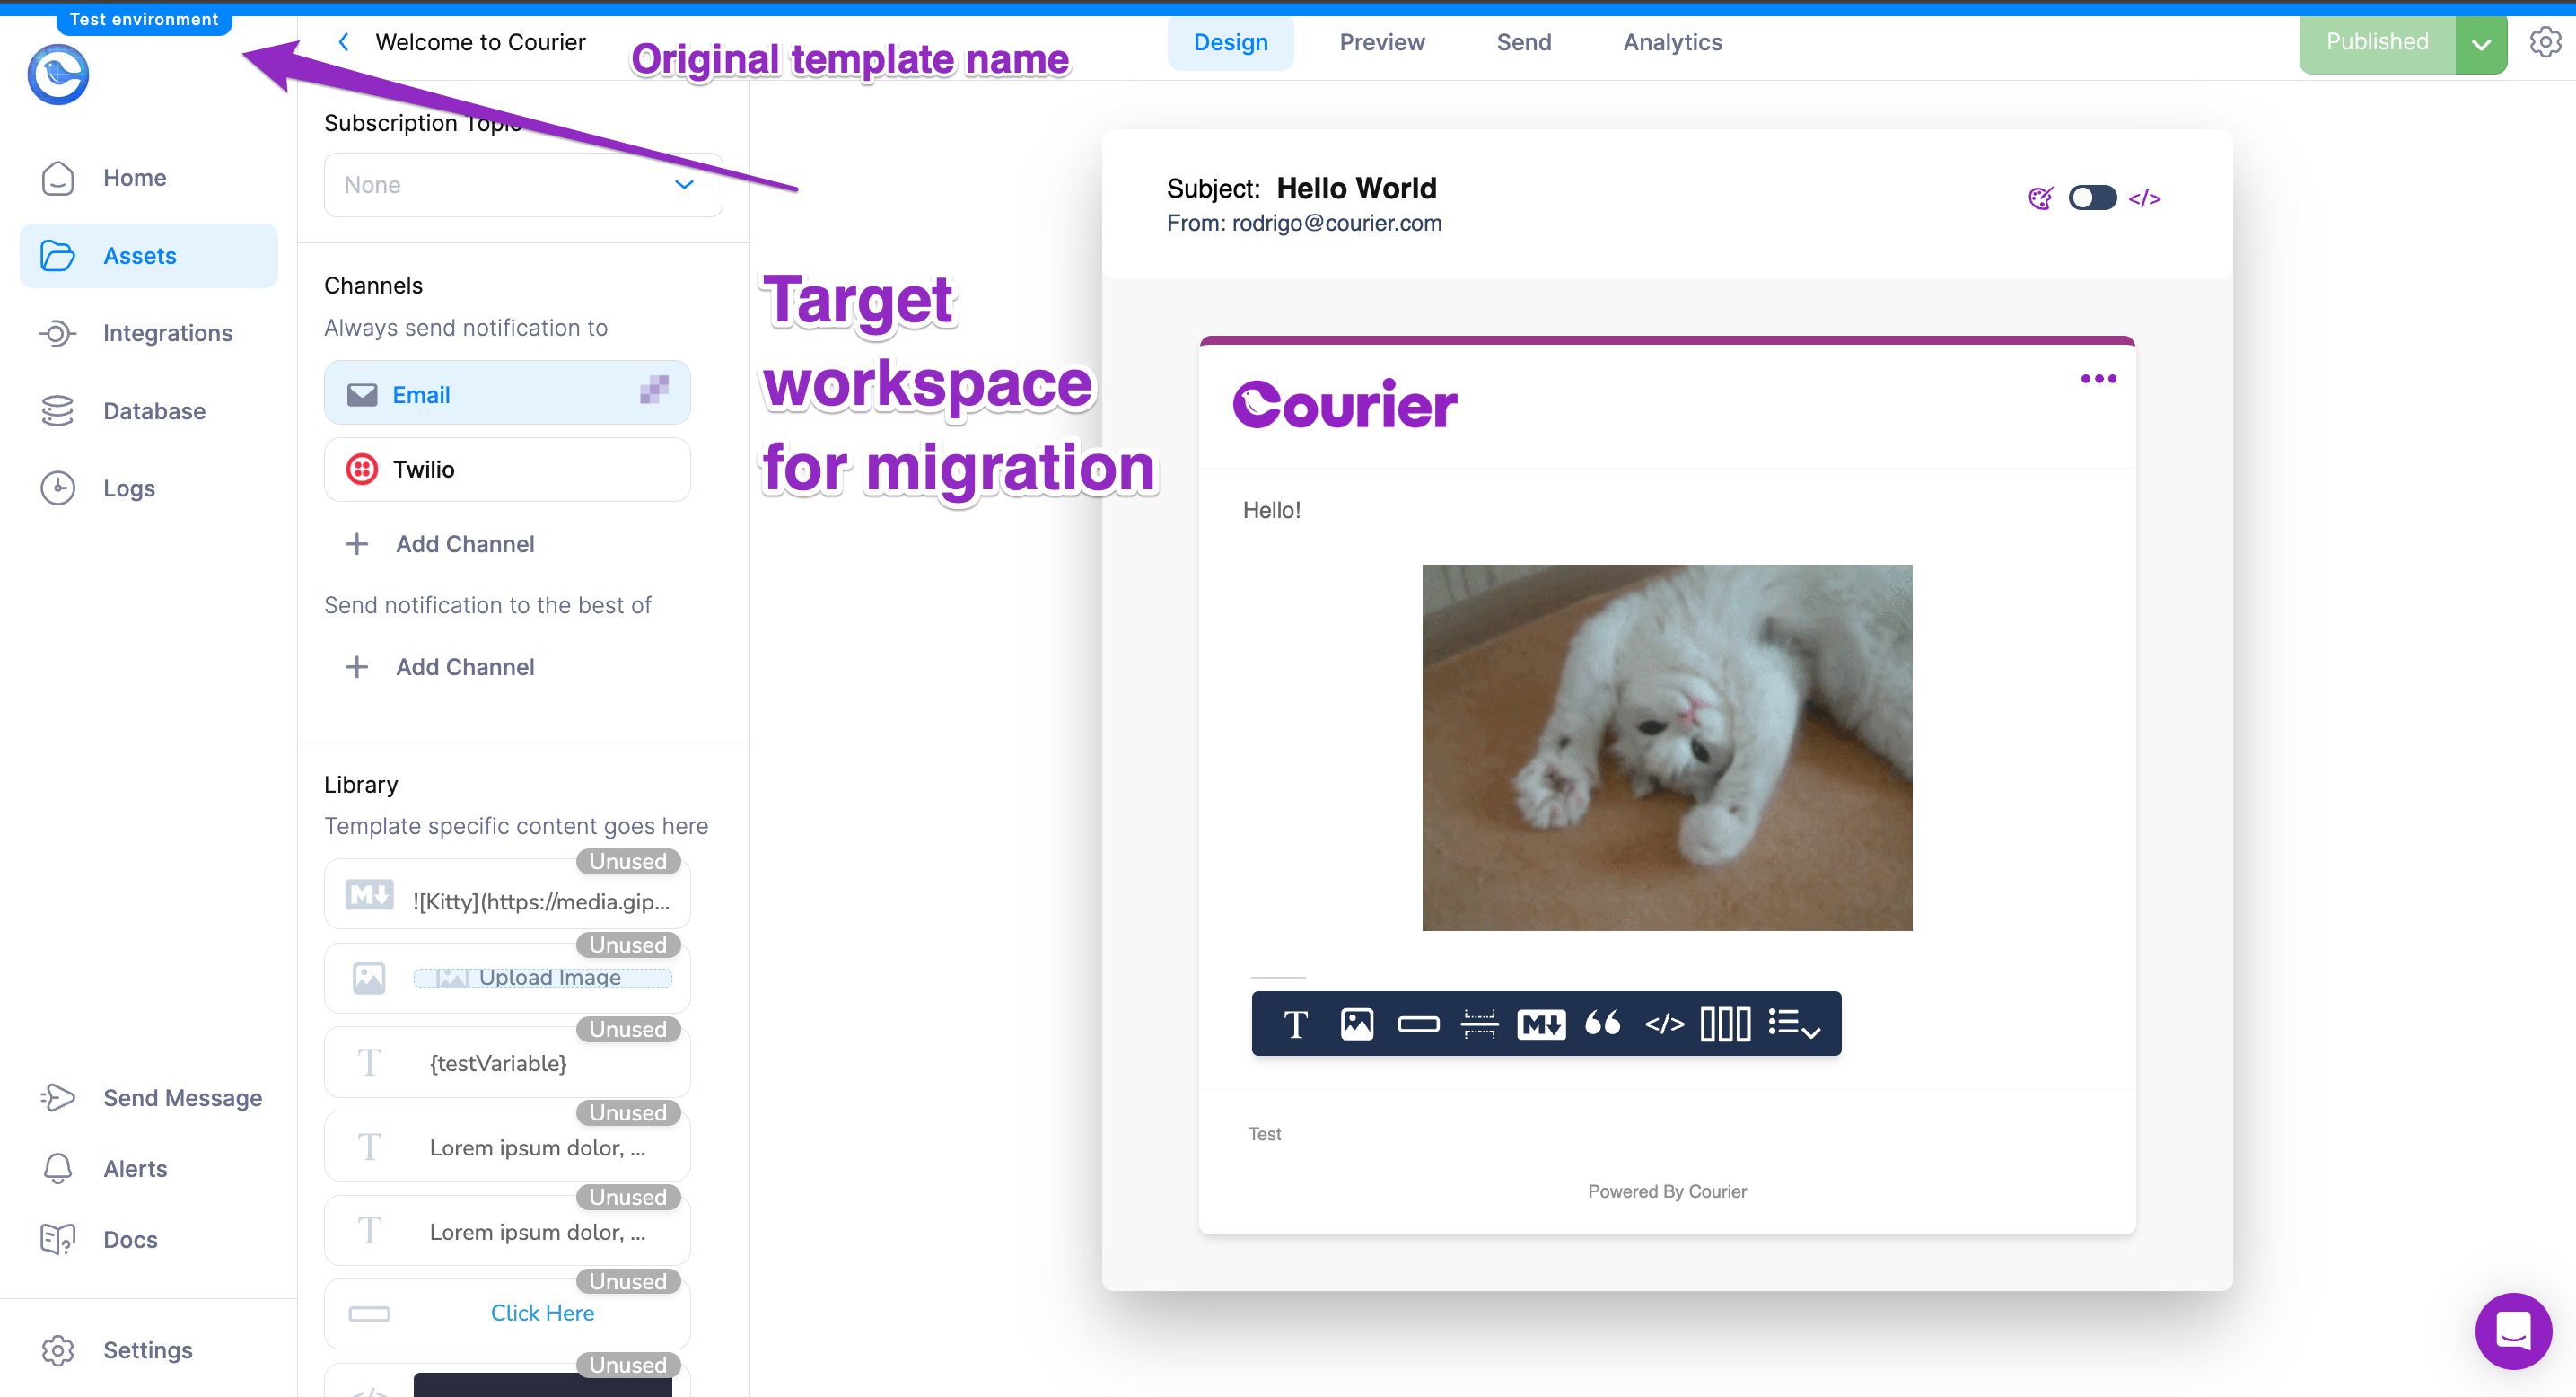 Test environment
Welcome to Courier
Original template name
Design
Preview
Send
Analytics
Published
Home
Assets
Integrations
Database
Logs
Send Message
Alerts
Docs
Settings
Subscription Topic
None
Channels
Always send notification to
Email
Twilio
Add Channel
Send notification to the best of
Add Channel
Library
Template specific content goes here
Unused
M↓ ![Kitty](https://media.gip...
Unused
Upload Image
Unused
T {testVariable}
Unused
T Lorem ipsum dolor, ...
Unused
T Lorem ipsum dolor, ...
Unused
Click Here
Unused
</>
Target
workspace
for migration
Subject: Hello World
</>
From: rodrigo@courier.com
Courier
Hello!
T M↓ </>
Test
Powered By Courier